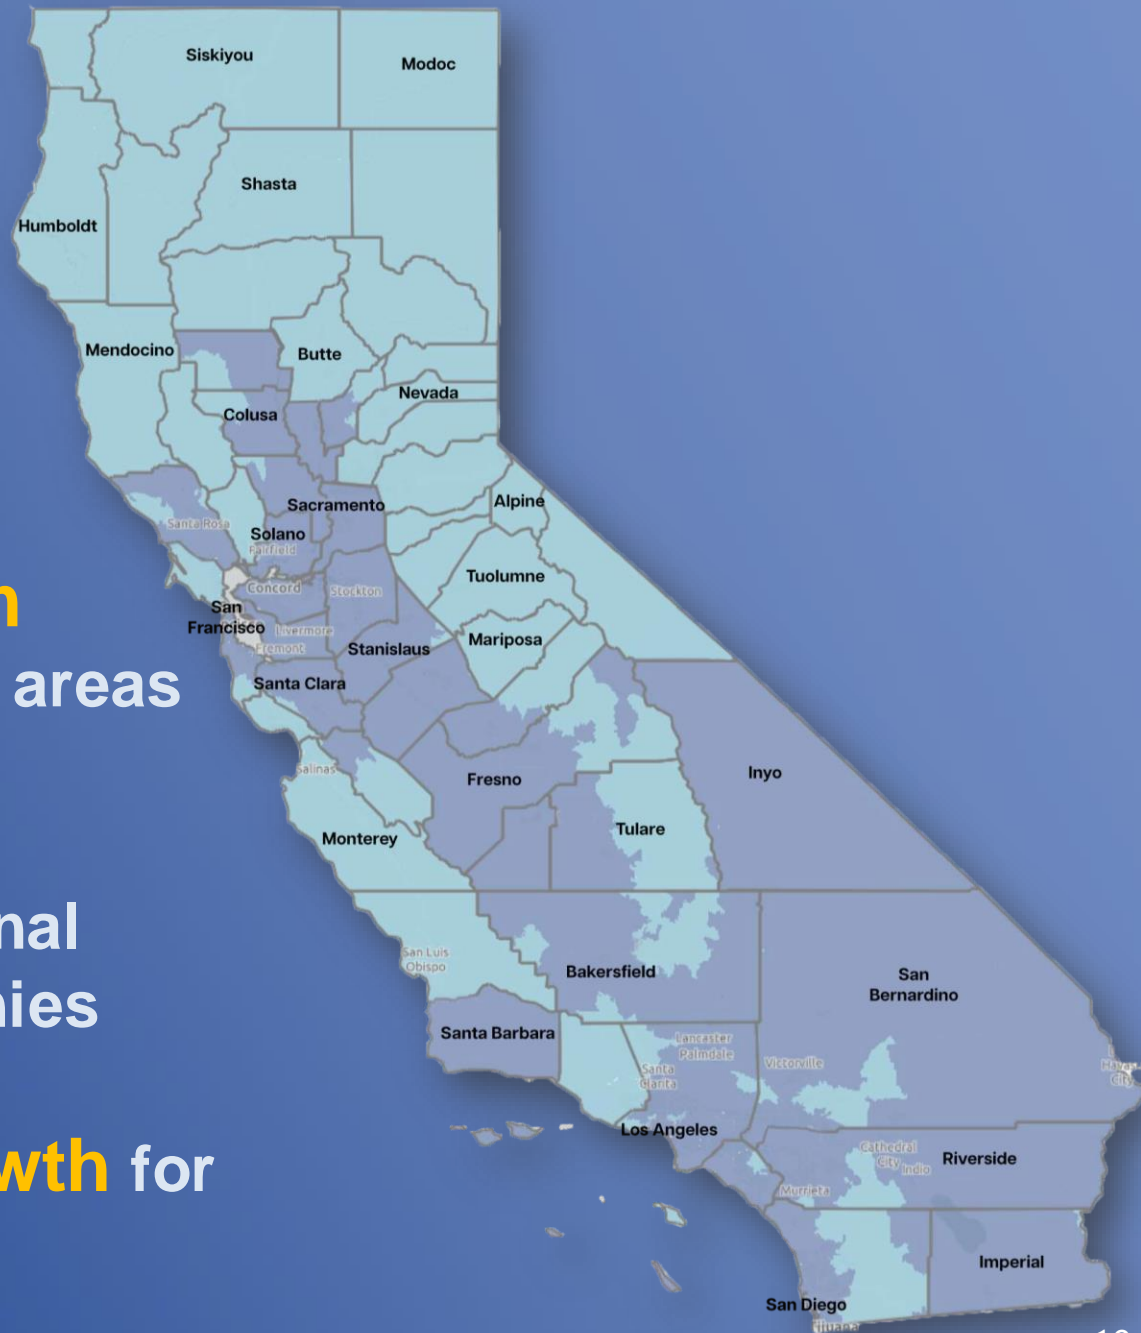 Siskiyou
Modoc
Shasta
Humboldt
Mendocino
Butte
Nevada
Colusa
Sacramento
Alpine
Santa Rosa
Solano
Fairfield
Tuolumne
Concord
Stockton
San
Francisco
Livermore
Fremont
Stanislaus
Mariposa
areas
Santa Clara
Salinas
Fresno
Inyo
Monterey
Tulare
San Luis
Obispo
Bakersfield
San
Bernardino
Santa Barbara
Lancaster
Palmdale
Victorville
Santa
Clarita
City
Los Angeles
wth for
Cathedral
City
Indio
Riverside
Murrieta
Imperial
San Diego
Tijuana